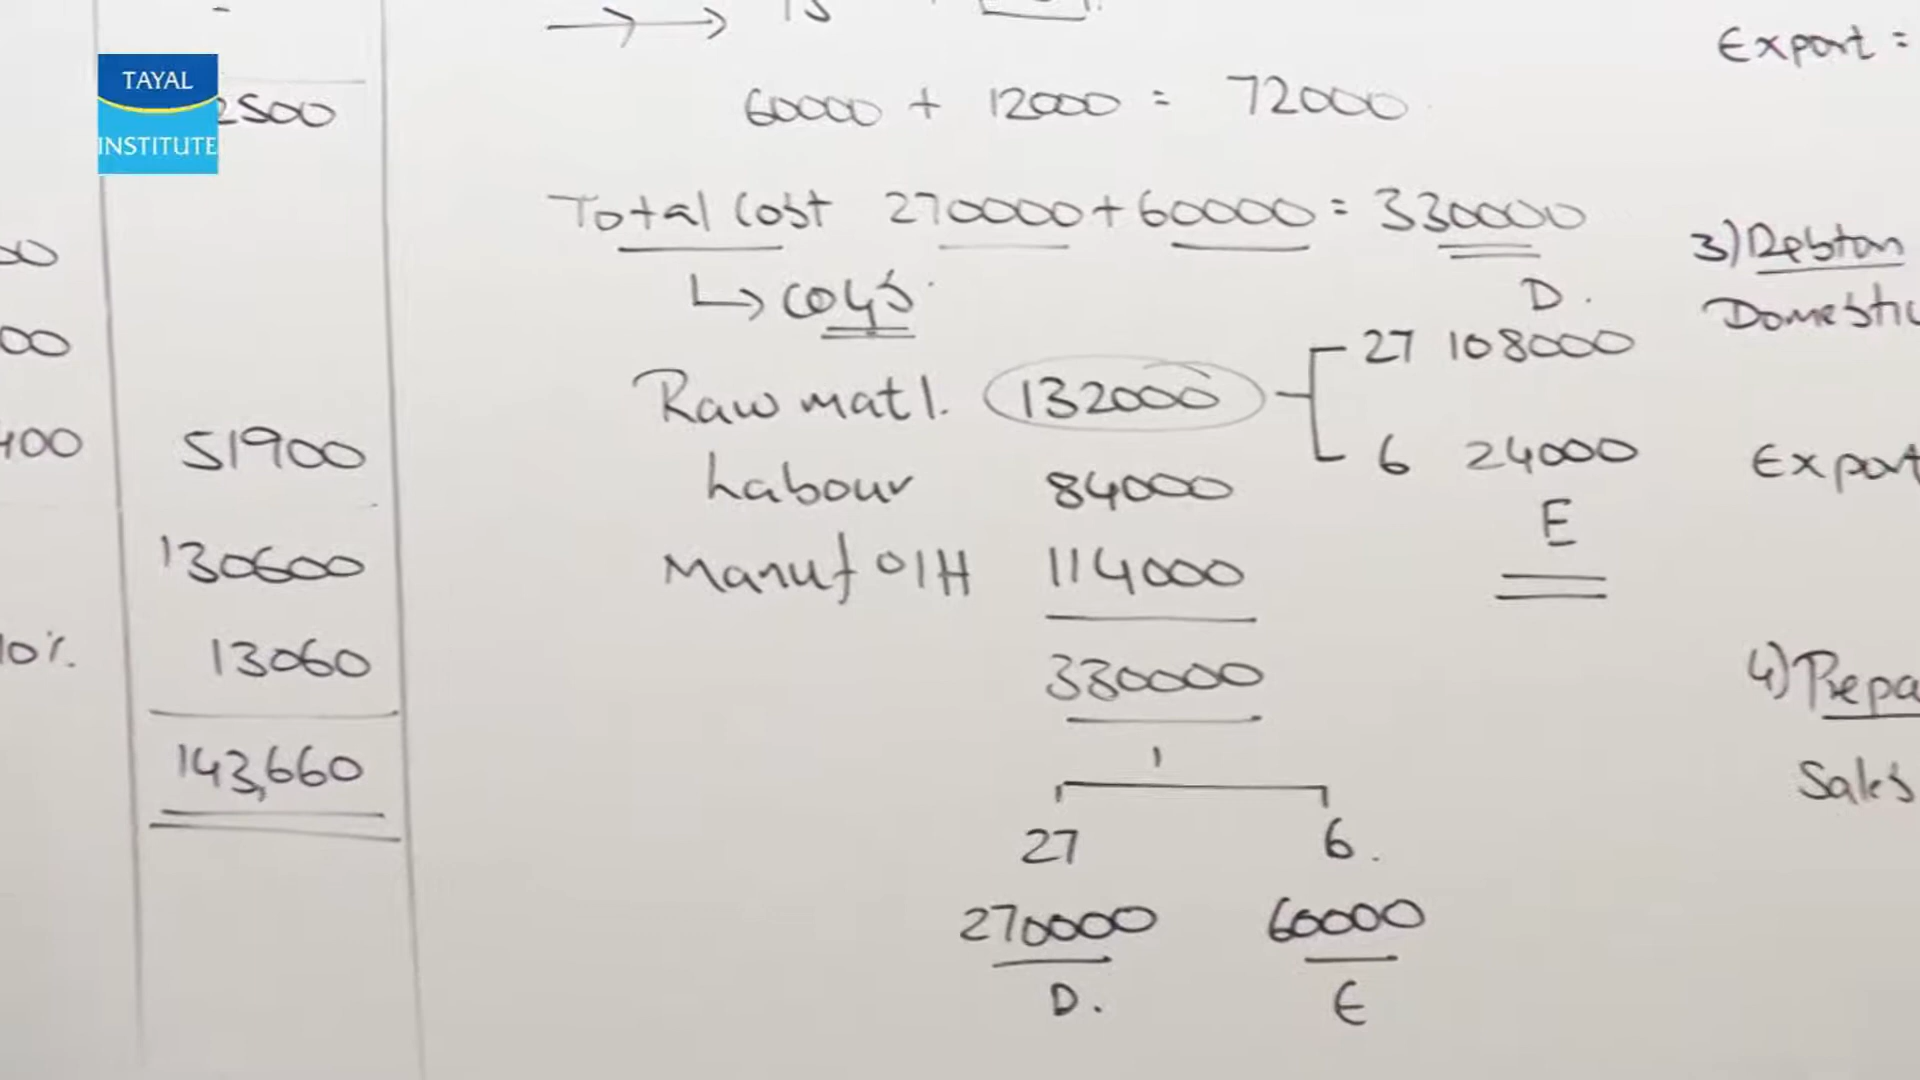 TAYAL
INSTITUTE
2500
51900
130600
10%. 13060
143,660
60000 + 12000 = 72000
Total Cost 270000+60000 = 330000
↳ COGS.
D.
Raw matl. 132000
27 108000
6 24000
E
Labour 84000
Manuf O/H 114000
330000
27 6.
270000 60000
D. E
Export =
3) Debtors
Domestic
Export
4) Prepa
Sales